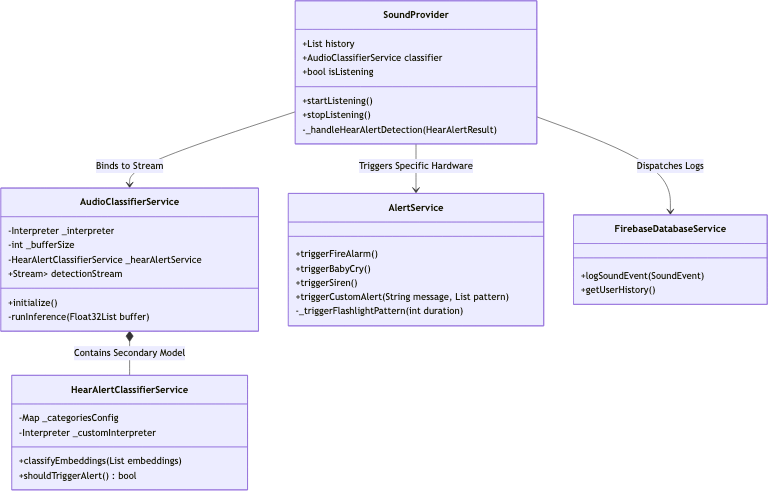 SoundProvider
+List history
+AudioClassifierService classifier
+bool isListening
+startListening()
+stopListening()
-_handleHearAlertDetection(HearAlertResult)
Binds to Stream
Triggers Specific Hardware
Dispatches Logs
AudioClassifierService
-Interpreter _interpreter
-int _bufferSize
-HearAlertClassifierService _hearAlertService
+Stream> detectionStream
+initialize()
-runInference(Float32List buffer)
AlertService
+triggerFireAlarm()
+triggerBabyCry()
+triggerSiren()
+triggerCustomAlert(String message, List pattern)
-_triggerFlashlightPattern(int duration)
FirebaseDatabaseService
+logSoundEvent(SoundEvent)
+getUserHistory()
Contains Secondary Model
HearAlertClassifierService
-Map _categoriesConfig
-Interpreter _customInterpreter
+classifyEmbeddings(List embeddings)
+shouldTriggerAlert() : bool